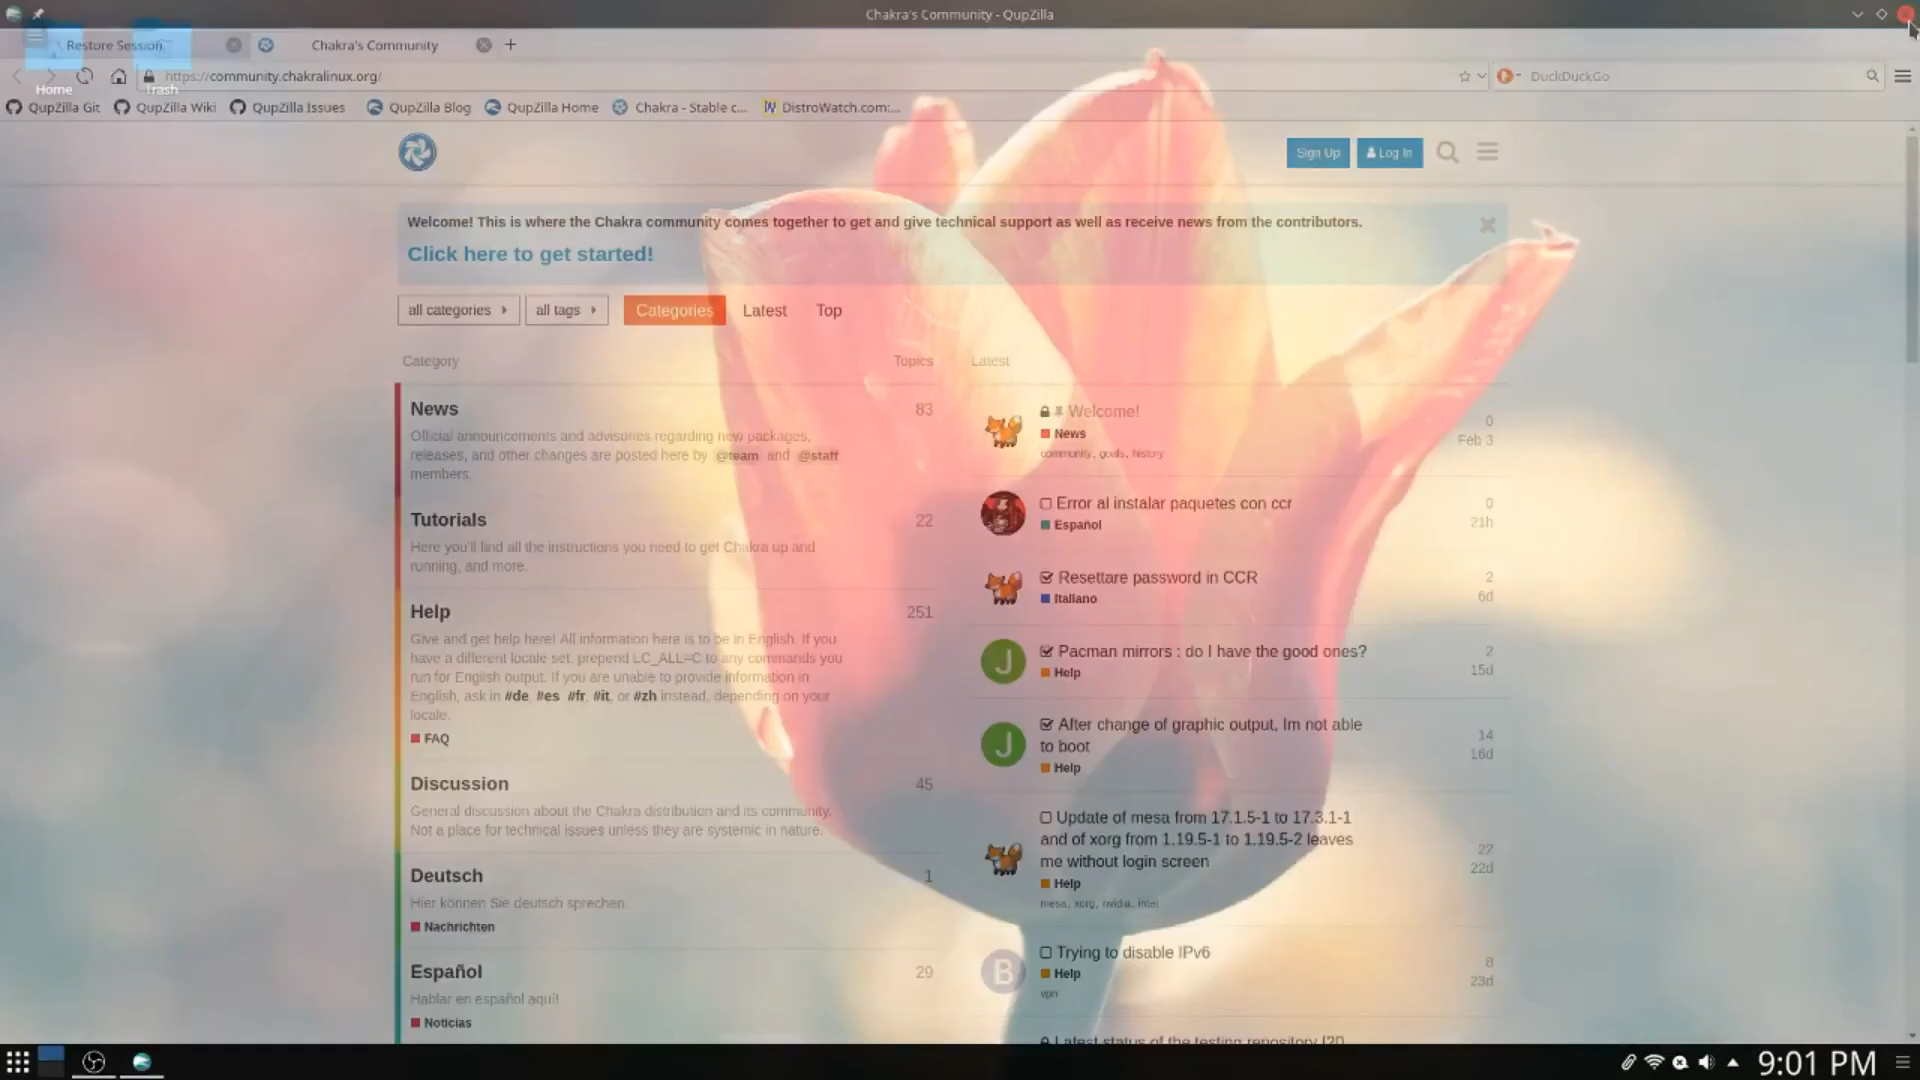 Chakra's Community - QupZilla
Restore Session
Chakra's Community
Home
Trash
https://community.chakralinux.org/
DuckDuckGo
QupZilla Git
QupZilla Wiki
QupZilla Issues
QupZilla Blog
QupZilla Home
Chakra - Stable c...
DistroWatch.com:...
Sign Up
Log In
Welcome! This is where the Chakra community comes together to get and give technical support as well as receive news from the contributors.
Click here to get started!
all categories
all tags
Categories
Latest
Top
Category
Topics
News
83
Official announcements and advisories regarding new packages,
releases, and other changes are posted here by @team and @staff
members.
Tutorials
22
Here you'll find all the instructions you need to get Chakra up and
running, and more.
Help
251
Give and get help here! All information here is to be in English. If you
have a different locale set, prepend LC_ALL=C to any commands you
run for English output. If you are unable to provide information in
English, ask in #de, #es #fr, #it, or #zh instead, depending on your
locale.
FAQ
Discussion
45
General discussion about the Chakra distribution and its community.
Not a place for technical issues unless they are systemic in nature.
Deutsch
1
Hier können Sie deutsch sprechen.
Nachrichten
Español
29
Hablar en español aquí!
Noticias
Latest
Welcome!
0
News
Feb 3
community, goals, history
Error al instalar paquetes con ccr
0
Español
21h
Resettare password in CCR
2
Italiano
6d
J
Pacman mirrors : do I have the good ones?
2
Help
15d
J
After change of graphic output, Im not able
to boot
14
Help
16d
Update of mesa from 17.1.5-1 to 17.3.1-1
and of xorg from 1.19.5-1 to 1.19.5-2 leaves
me without login screen
22
22d
Help
mesa, xorg, nvidia, intel
B
Trying to disable IPv6
8
Help
23d
vpn
Latest status of the testing repository [20
9:01 PM